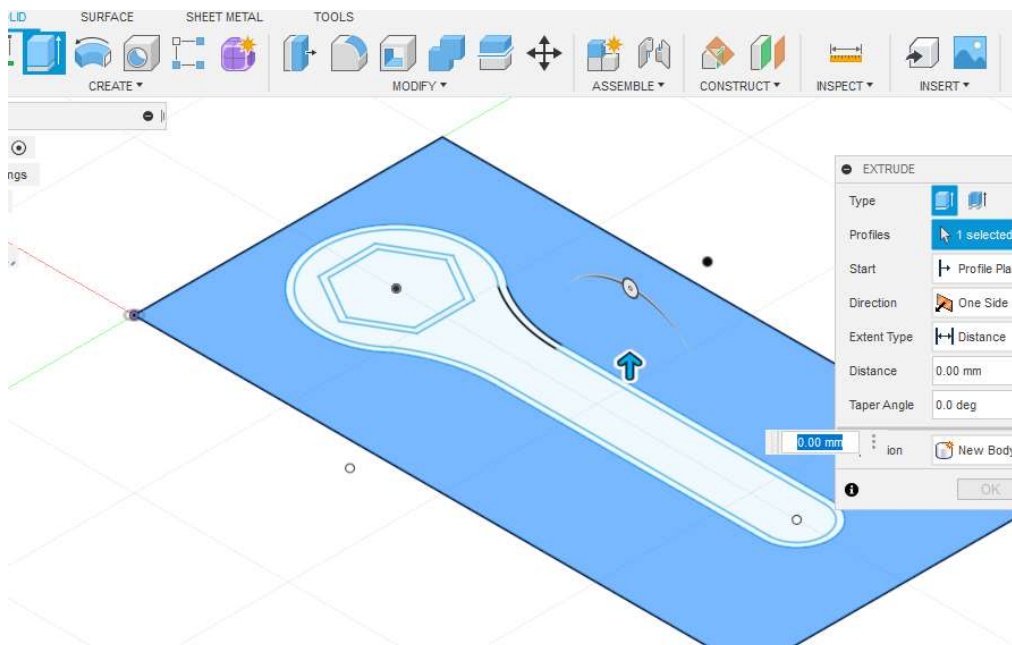 LID SURFACE SHEET METAL TOOLS
CREATE ▾ MODIFY ▾ ASSEMBLE ▾ CONSTRUCT ▾ INSPECT ▾ INSERT ▾
ngs
EXTRUDE
Type
Profiles 1 selected
Start Profile Pla
Direction One Side
Extent Type Distance
Distance 0.00 mm
Taper Angle 0.0 deg
0.00 mm
ion New Body
OK